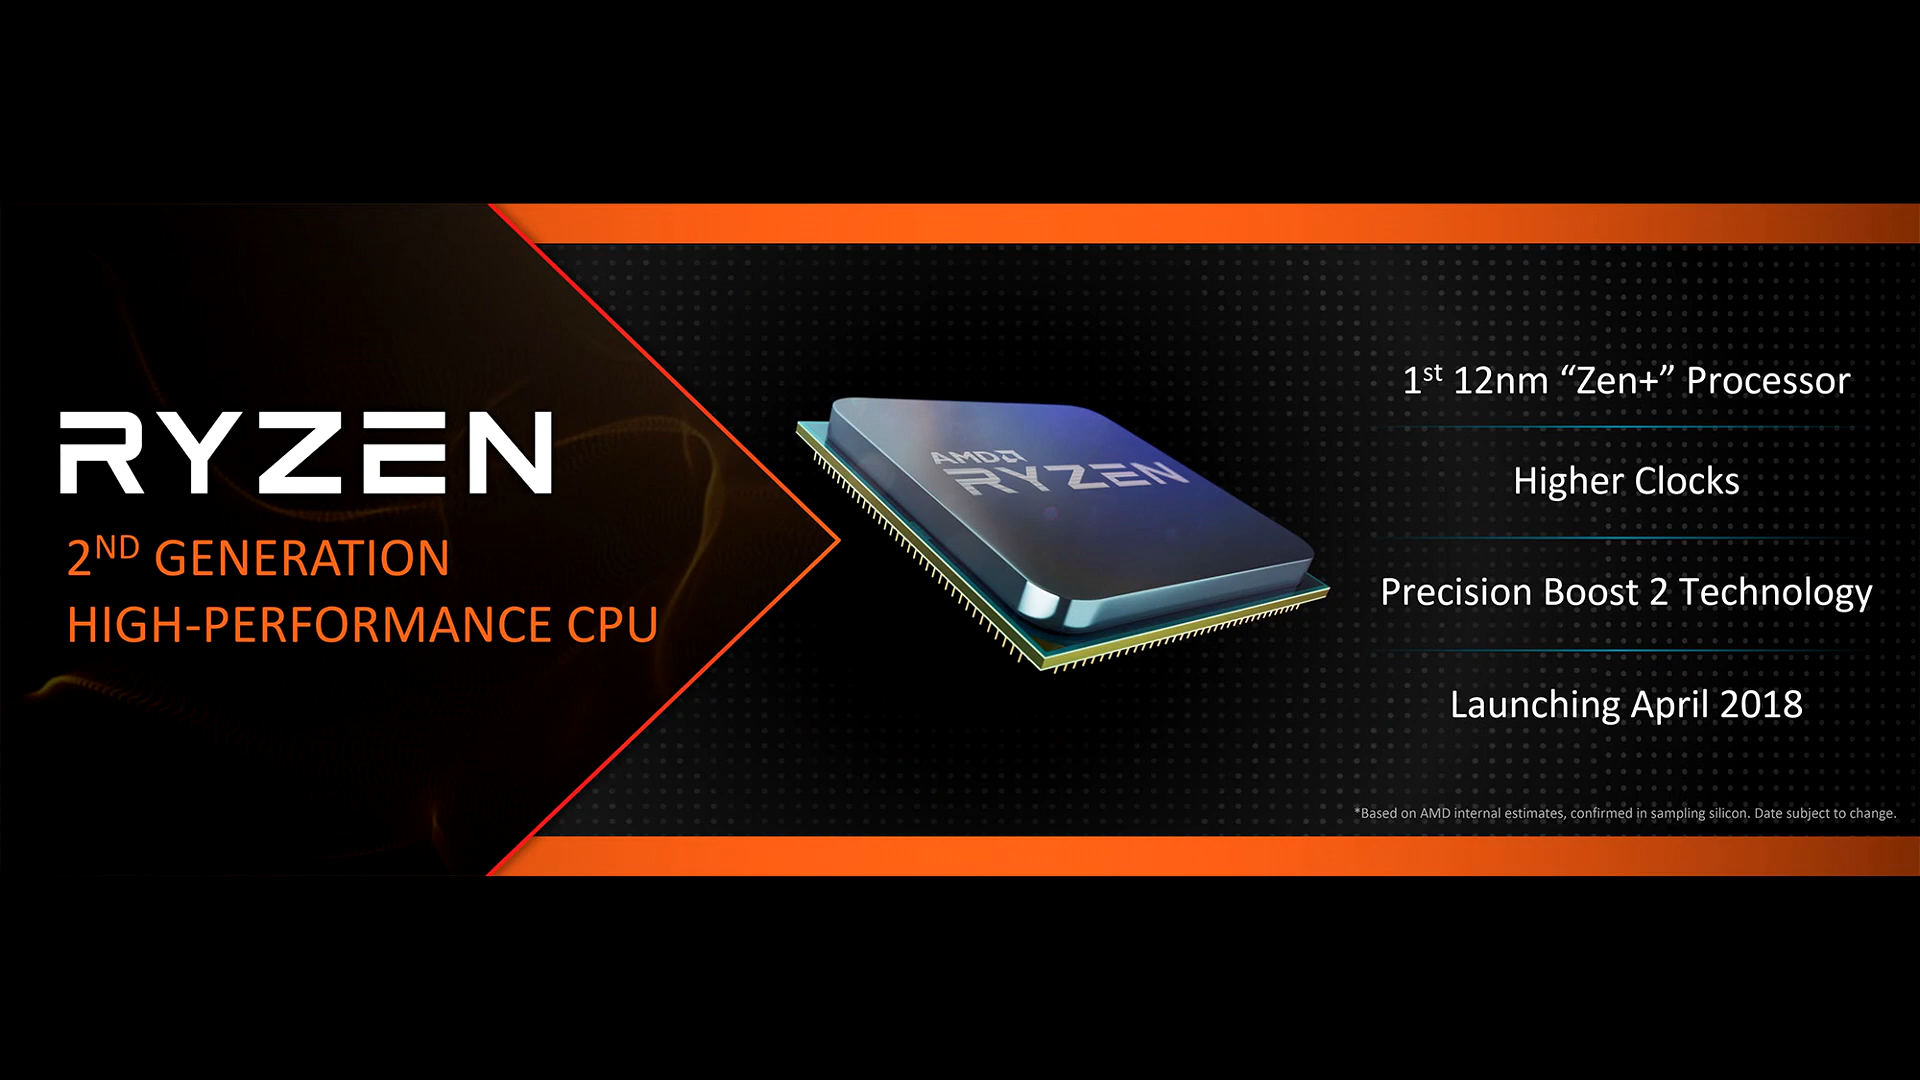 RYZEN
2ND GENERATION
HIGH-PERFORMANCE CPU
AMD
RYZEN
1st 12nm “Zen+” Processor
Higher Clocks
Precision Boost 2 Technology
Launching April 2018
*Based on AMD internal estimates, confirmed in sampling silicon. Date subject to change.